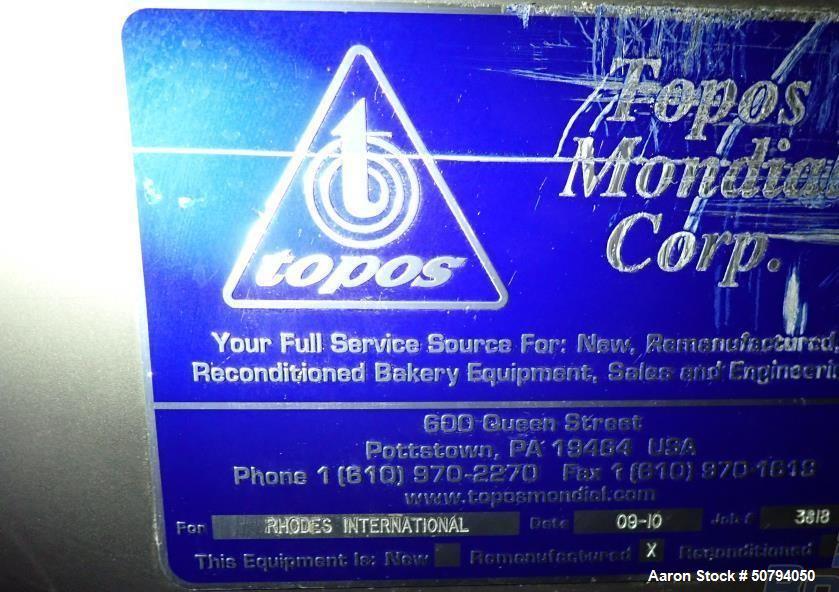 Topos
Mondial
Corp.
topos
Your Full Service Source For: New, Remanufactured,
Reconditioned Bakery Equipment, Sales and Engineeri
600 Queen Street
Pottstown, PA 19464 USA
Phone 1 (610) 970-2270 Fax 1 (610) 970-1619
www.toposmondial.com
For RHODES INTERNATIONAL Date 09-10 Job # 3818
This Equipment Is: New Remanufactured X Reconditioned
Aaron Stock # 50794050